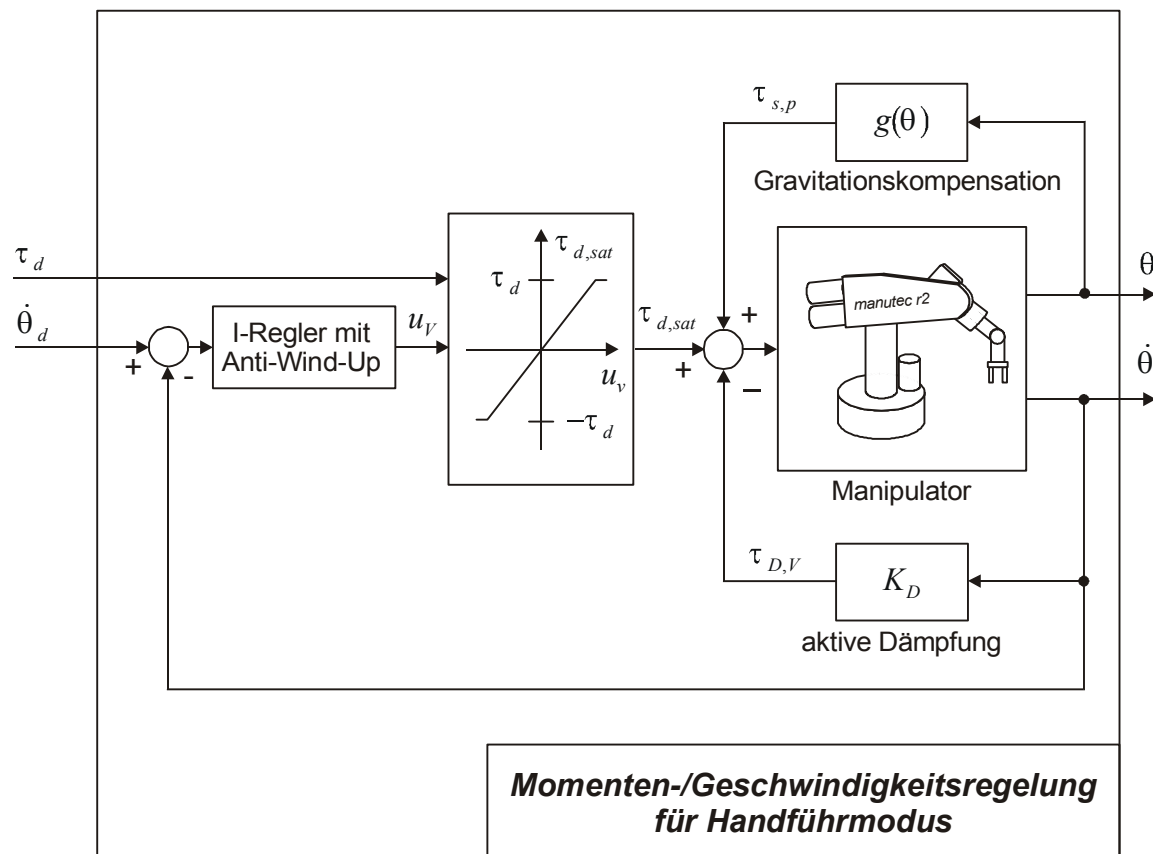 τ_{s,p}
g(θ)
Gravitationskompensation
τ_d
θ̇_d
+
-
I-Regler mit
Anti-Wind-Up
u_V
τ_{d,sat}
τ_d
u_v
−τ_d
τ_{d,sat}
+
+
−
manutec r2
Manipulator
θ
θ̇
τ_{D,V}
K_D
aktive Dämpfung
Momenten-/Geschwindigkeitsregelung
für Handführmodus